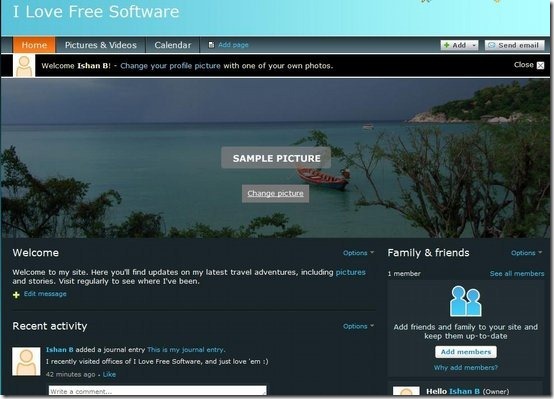 I Love Free Software
Home Pictures & Videos Calendar Add page Add Send email
Welcome Ishan B! - Change your profile picture with one of your own photos. Close
SAMPLE PICTURE
Change picture
Welcome Options
Welcome to my site. Here you'll find updates on my latest travel adventures, including pictures
and stories. Visit regularly to see where I've been.
Edit message
Recent activity Options
Ishan B added a journal entry This is my journal entry.
I recently visited offices of I Love Free Software, and just love 'em :)
42 minutes ago - Like
Write a comment...
Family & friends Options
1 member See all members
Add friends and family to your site and
keep them up-to-date
Add members
Why add members?
Hello Ishan B (Owner)